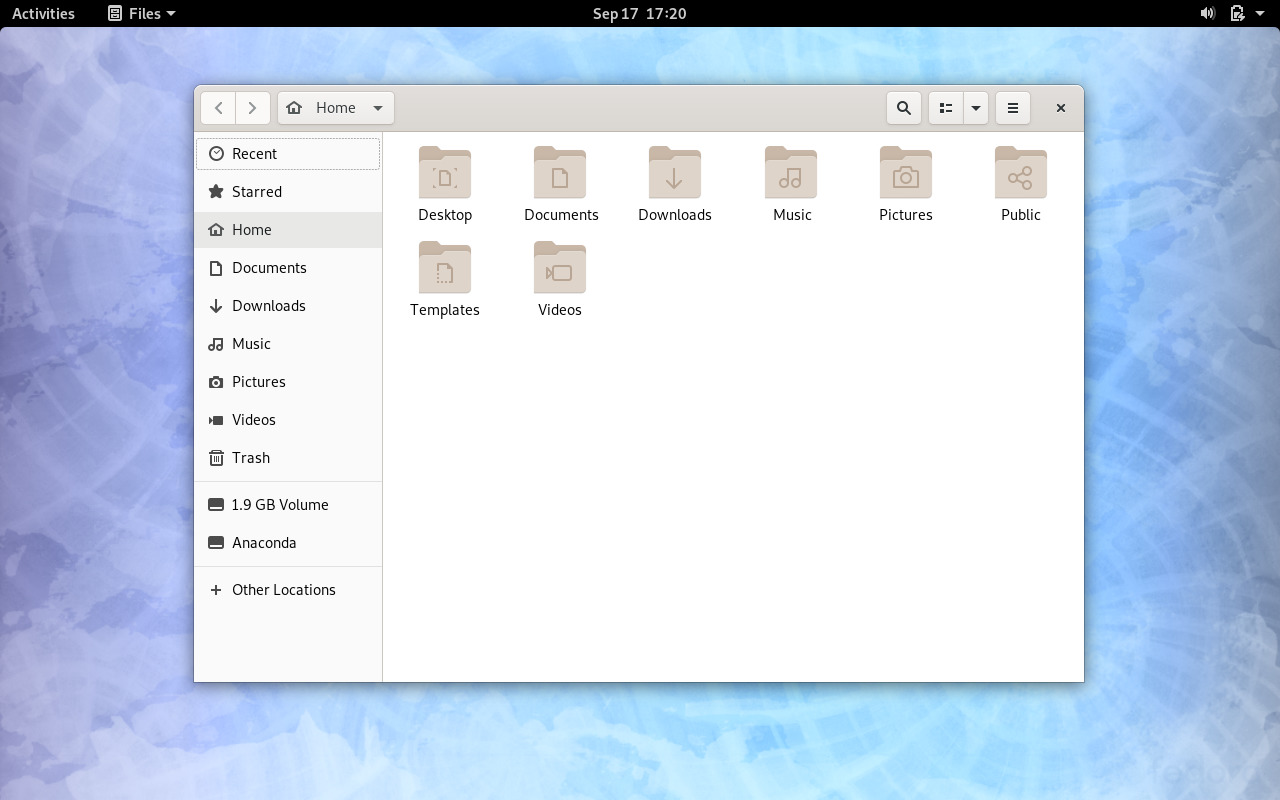 Activities Files Sep 17 17:20
Home
Recent
Starred
Home
Documents
Downloads
Music
Pictures
Videos
Trash
1.9 GB Volume
Anaconda
Other Locations
Desktop Documents Downloads Music Pictures Public
Templates Videos